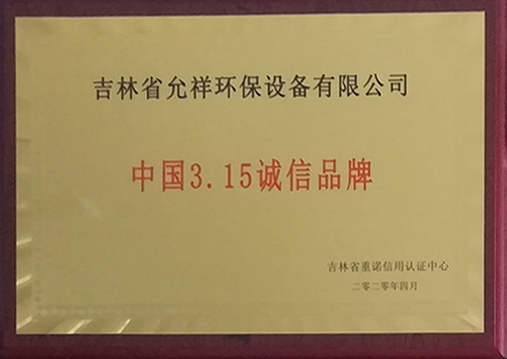 吉林省允祥环保设备有限公司
中国3.15诚信品牌
吉林省重诺信用认证中心
二零二零年四月